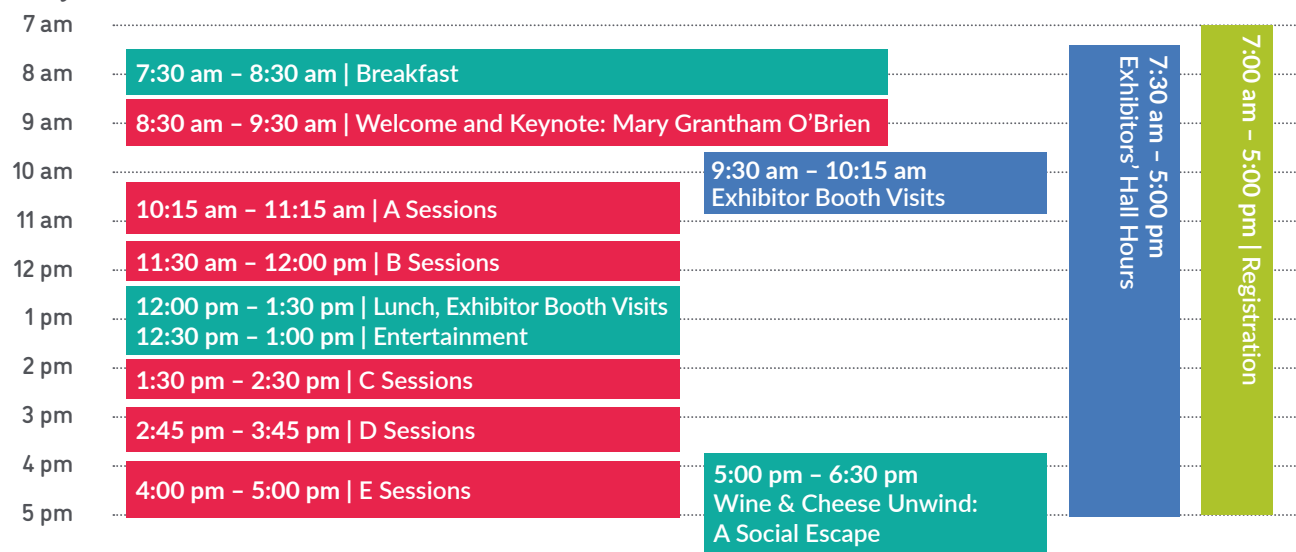 7 am
8 am
9 am
10 am
11 am
12 pm
1 pm
2 pm
3 pm
4 pm
5 pm
7:30 am – 8:30 am | Breakfast
8:30 am – 9:30 am | Welcome and Keynote: Mary Grantham O’Brien
9:30 am – 10:15 am
Exhibitor Booth Visits
10:15 am – 11:15 am | A Sessions
11:30 am – 12:00 pm | B Sessions
12:00 pm – 1:30 pm | Lunch, Exhibitor Booth Visits
12:30 pm – 1:00 pm | Entertainment
1:30 pm – 2:30 pm | C Sessions
2:45 pm – 3:45 pm | D Sessions
4:00 pm – 5:00 pm | E Sessions
5:00 pm – 6:30 pm
Wine & Cheese Unwind:
A Social Escape
7:30 am – 5:00 pm
Exhibitors’ Hall Hours
7:00 am – 5:00 pm | Registration